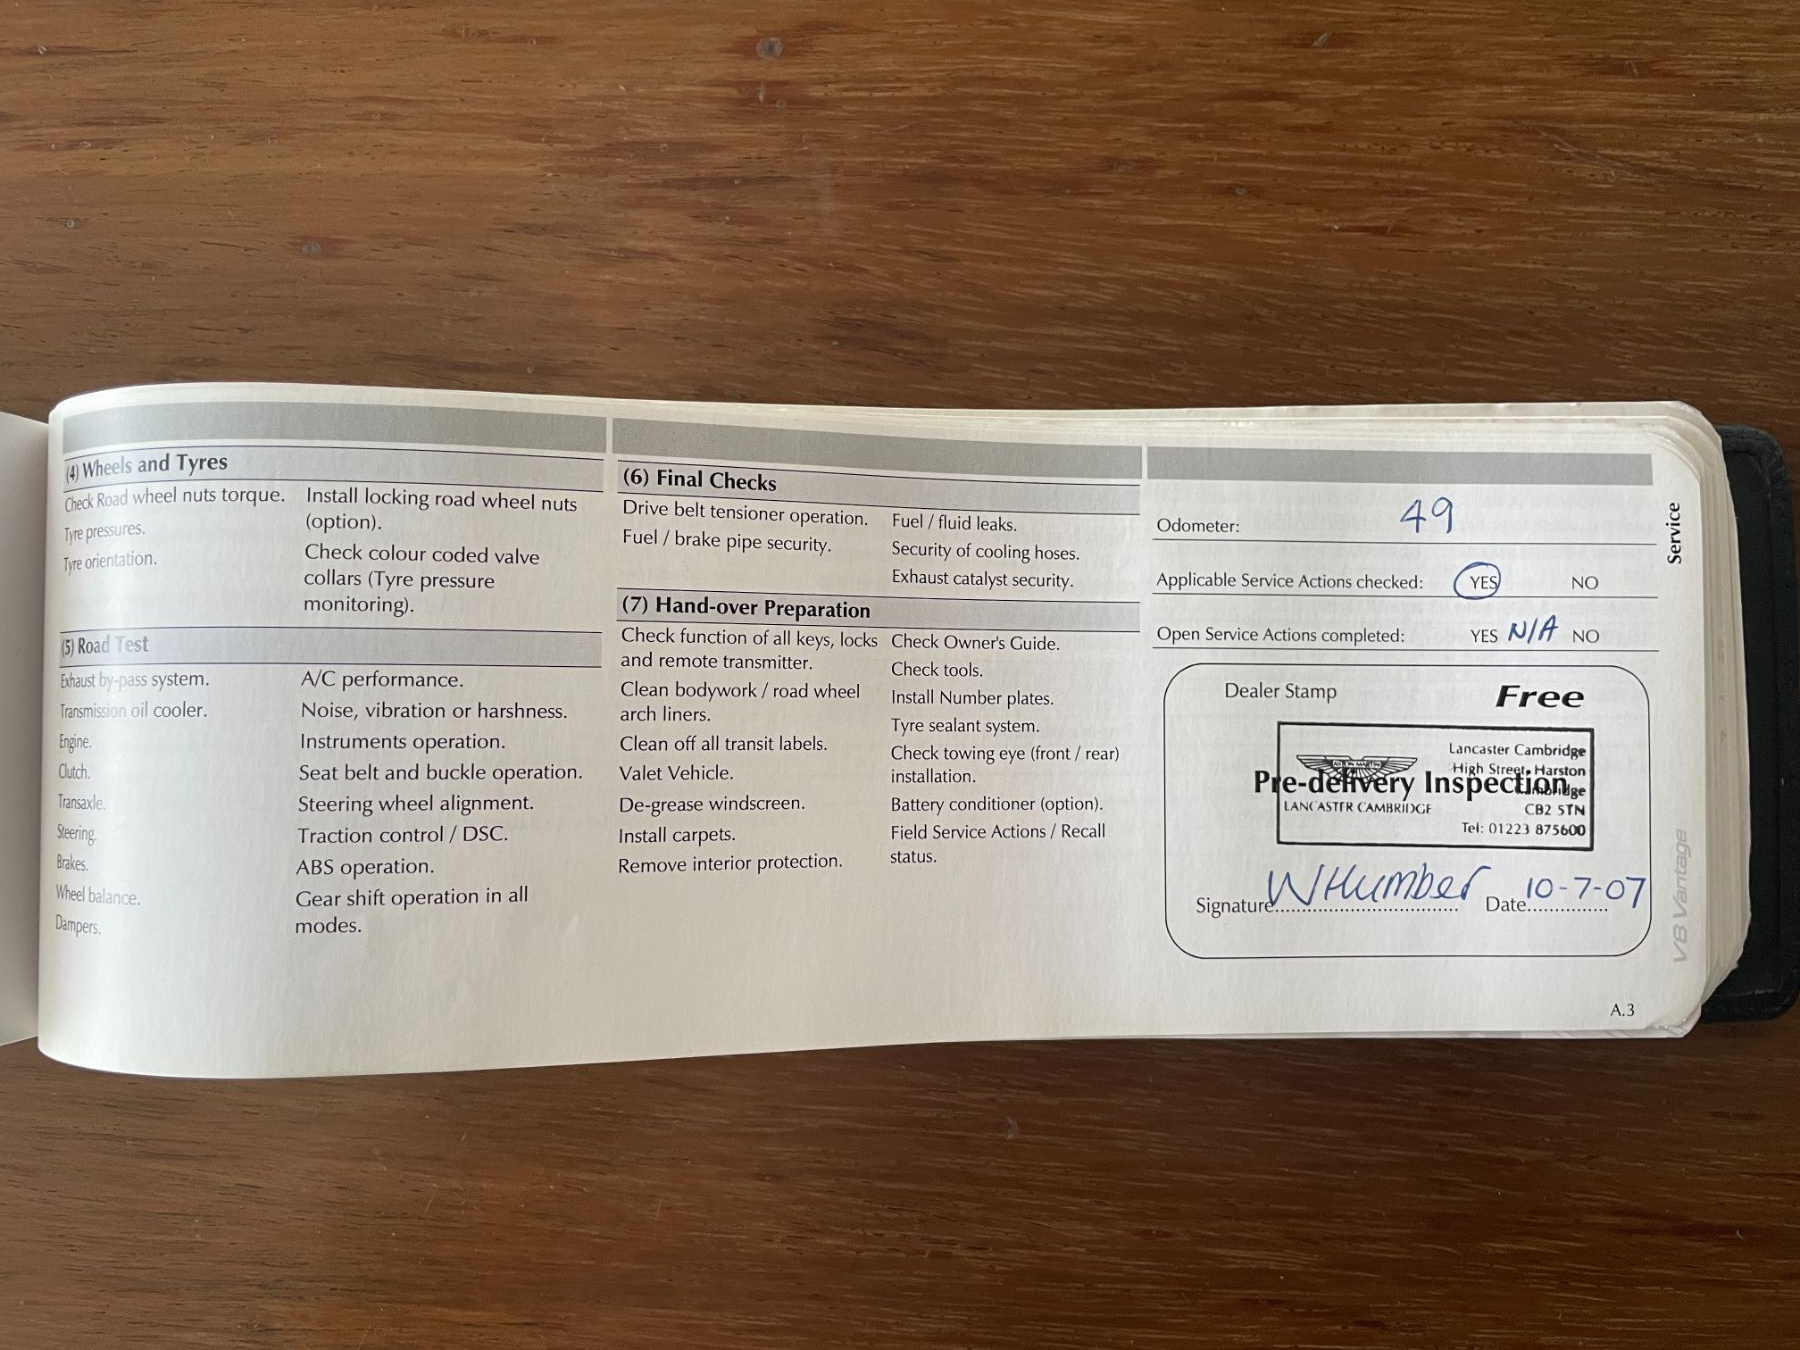 (4) Wheels and Tyres
Check Road wheel nuts torque.
Tyre pressures.
Tyre orientation.
Install locking road wheel nuts
(option).
Check colour coded valve
collars (Tyre pressure
monitoring).
(5) Road Test
Exhaust by-pass system.
Transmission oil cooler.
Engine.
Clutch.
Transaxle.
Steering.
Brakes.
Wheel balance.
Dampers.
A/C performance.
Noise, vibration or harshness.
Instruments operation.
Seat belt and buckle operation.
Steering wheel alignment.
Traction control / DSC.
ABS operation.
Gear shift operation in all
modes.
(6) Final Checks
Drive belt tensioner operation.
Fuel / brake pipe security.
Fuel / fluid leaks.
Security of cooling hoses.
Exhaust catalyst security.
(7) Hand-over Preparation
Check function of all keys, locks
and remote transmitter.
Clean bodywork / road wheel
arch liners.
Clean off all transit labels.
Valet Vehicle.
De-grease windscreen.
Install carpets.
Remove interior protection.
Check Owner's Guide.
Check tools.
Install Number plates.
Tyre sealant system.
Check towing eye (front / rear)
installation.
Battery conditioner (option).
Field Service Actions / Recall
status.
Odometer: 49
Applicable Service Actions checked: YES NO
Open Service Actions completed: YES N/A NO
Dealer Stamp Free
Pre-delivery Inspection
ASTON MARTIN
LANCASTER CAMBRIDGE
Lancaster Cambridge
High Street, Harston
Cambridge
CB2 5TN
Tel: 01223 875600
Signature WHumber Date 10-7-07
A.3
Service
V8 Vantage